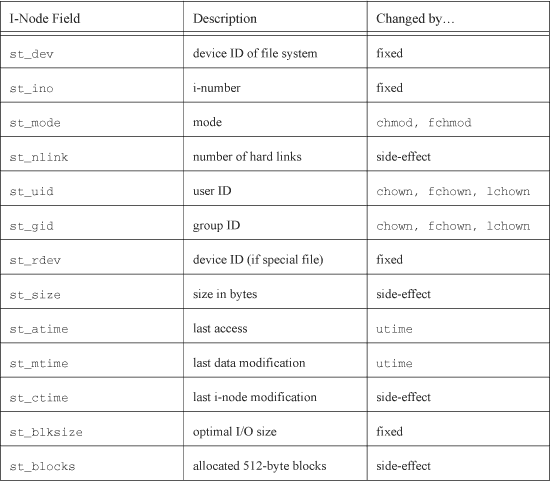 I-Node Field Description Changed by…
st_dev device ID of file system fixed
st_ino i-number fixed
st_mode mode chmod, fchmod
st_nlink number of hard links side-effect
st_uid user ID chown, fchown, lchown
st_gid group ID chown, fchown, lchown
st_rdev device ID (if special file) fixed
st_size size in bytes side-effect
st_atime last access utime
st_mtime last data modification utime
st_ctime last i-node modification side-effect
st_blksize optimal I/O size fixed
st_blocks allocated 512-byte blocks side-effect